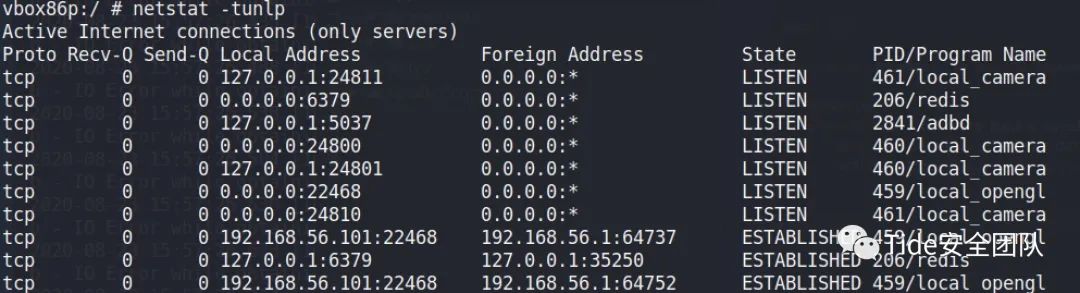 vbox86p:/ # netstat -tunlp
Active Internet connections (only servers)
Proto Recv-Q Send-Q Local Address Foreign Address State PID/Program Name
tcp 0 0 127.0.0.1:24811 0.0.0.0:* LISTEN 461/local_camera
tcp 0 0 0.0.0.0:6379 0.0.0.0:* LISTEN 206/redis
tcp 0 0 127.0.0.1:5037 0.0.0.0:* LISTEN 2841/adbd
tcp 0 0 0.0.0.0:24800 0.0.0.0:* LISTEN 460/local_camera
tcp 0 0 127.0.0.1:24801 0.0.0.0:* LISTEN 460/local_camera
tcp 0 0 0.0.0.0:22468 0.0.0.0:* LISTEN 459/local_opengl
tcp 0 0 0.0.0.0:24810 0.0.0.0:* LISTEN 461/local_camera
tcp 0 0 192.168.56.101:22468 192.168.56.1:64737 ESTABLISHED 459/local_opengl
Tide安全团队
tcp 0 0 127.0.0.1:6379 127.0.0.1:35250 ESTABLISHED 206/redis
tcp 0 0 192.168.56.101:22468 192.168.56.1:64752 ESTABLISHED 459/local_opengl